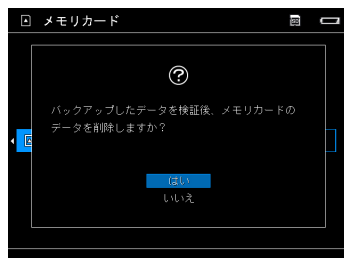 メモリカード
バックアップしたデータを検証後、メモリカードの
データを削除しますか？
はい
いいえ